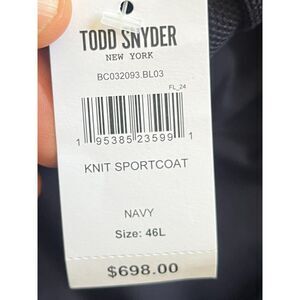 TODD SNYDER
NEW YORK
BC032093.BL03
FL_24
1 95385 23599 1
KNIT SPORTCOAT
NAVY
Size: 46L
$698.00